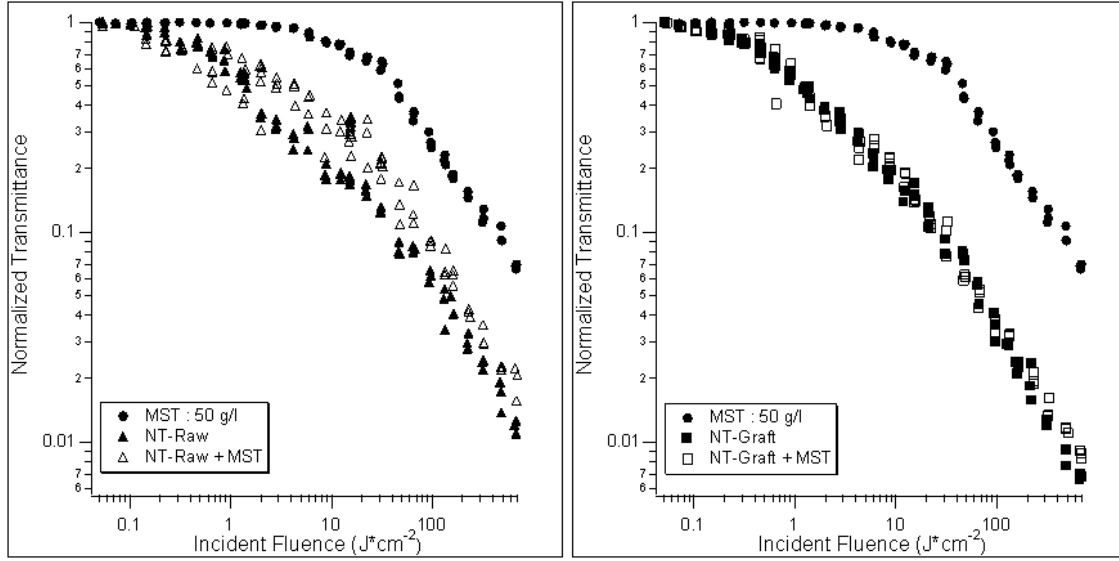 Normalized Transmittance
1
7
6
5
4
3
2
0.1
7
6
5
4
3
2
0.01
7
6
MST : 50 g/l
NT-Raw
NT-Raw + MST
0.1 1 10 100
Incident Fluence (J*cm-2)
Normalized Transmittance
1
7
6
5
4
3
2
0.1
7
6
5
4
3
2
0.01
7
6
MST : 50 g/l
NT-Graft
NT-Graft + MST
0.1 1 10 100
Incident Fluence (J*cm-2)